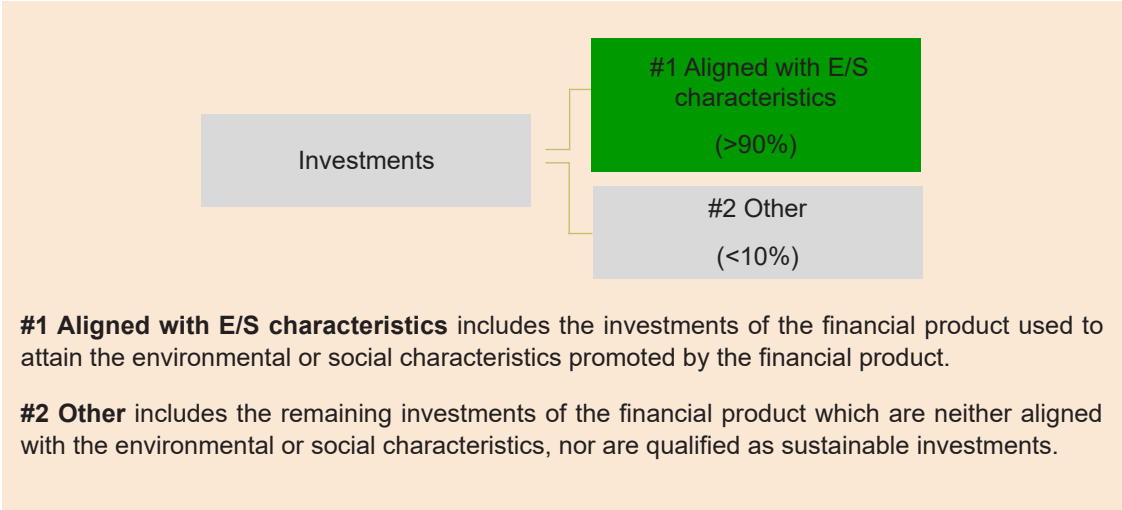 #1 Aligned with E/S
characteristics
(>90%)
Investments
#2 Other
(<10%)
#1 Aligned with E/S characteristics includes the investments of the financial product used to
attain the environmental or social characteristics promoted by the financial product.
#2 Other includes the remaining investments of the financial product which are neither aligned
with the environmental or social characteristics, nor are qualified as sustainable investments.